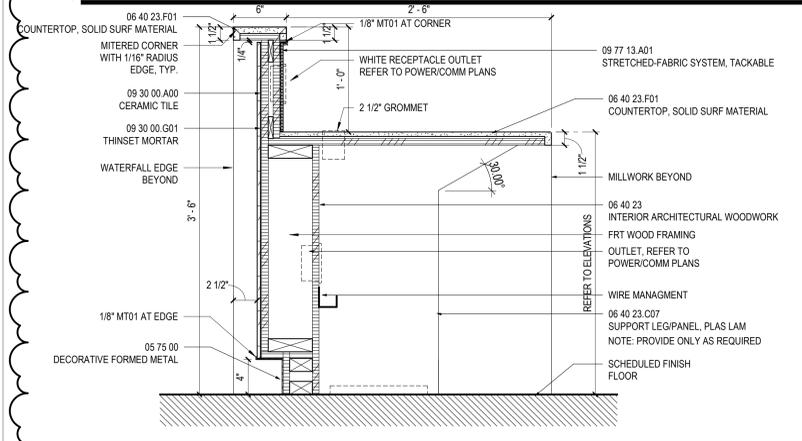 6"
2' - 6"
06 40 23.F01
COUNTERTOP, SOLID SURF MATERIAL
1 1/2"
1 1/2"
1/8" MT01 AT CORNER
MITERED CORNER
WITH 1/16" RADIUS
EDGE, TYP.
1/4"
WHITE RECEPTACLE OUTLET
REFER TO POWER/COMM PLANS
1' - 0"
09 77 13.A01
STRETCHED-FABRIC SYSTEM, TACKABLE
09 30 00.A00
CERAMIC TILE
2 1/2" GROMMET
06 40 23.F01
COUNTERTOP, SOLID SURF MATERIAL
09 30 00.G01
THINSET MORTAR
WATERFALL EDGE
BEYOND
30.00°
1 1/2"
MILLWORK BEYOND
3' - 6"
06 40 23
INTERIOR ARCHITECTURAL WOODWORK
FRT WOOD FRAMING
OUTLET, REFER TO
POWER/COMM PLANS
REFER TO ELEVATIONS
2 1/2"
WIRE MANAGMENT
1/8" MT01 AT EDGE
06 40 23.C07
SUPPORT LEG/PANEL, PLAS LAM
NOTE: PROVIDE ONLY AS REQUIRED
05 75 00
DECORATIVE FORMED METAL
4"
SCHEDULED FINISH
FLOOR